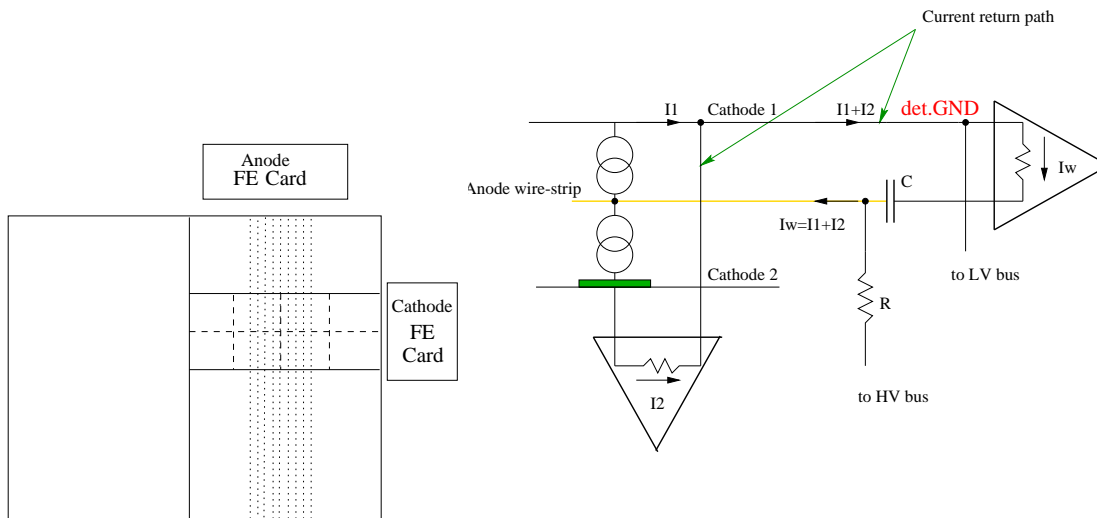 Current return path
I1
Cathode 1
I1+I2
det.GND
Anode
FE Card
Iw
C
Anode wire-strip
Iw=I1+I2
Cathode 2
to LV bus
Cathode
FE
Card
R
I2
to HV bus